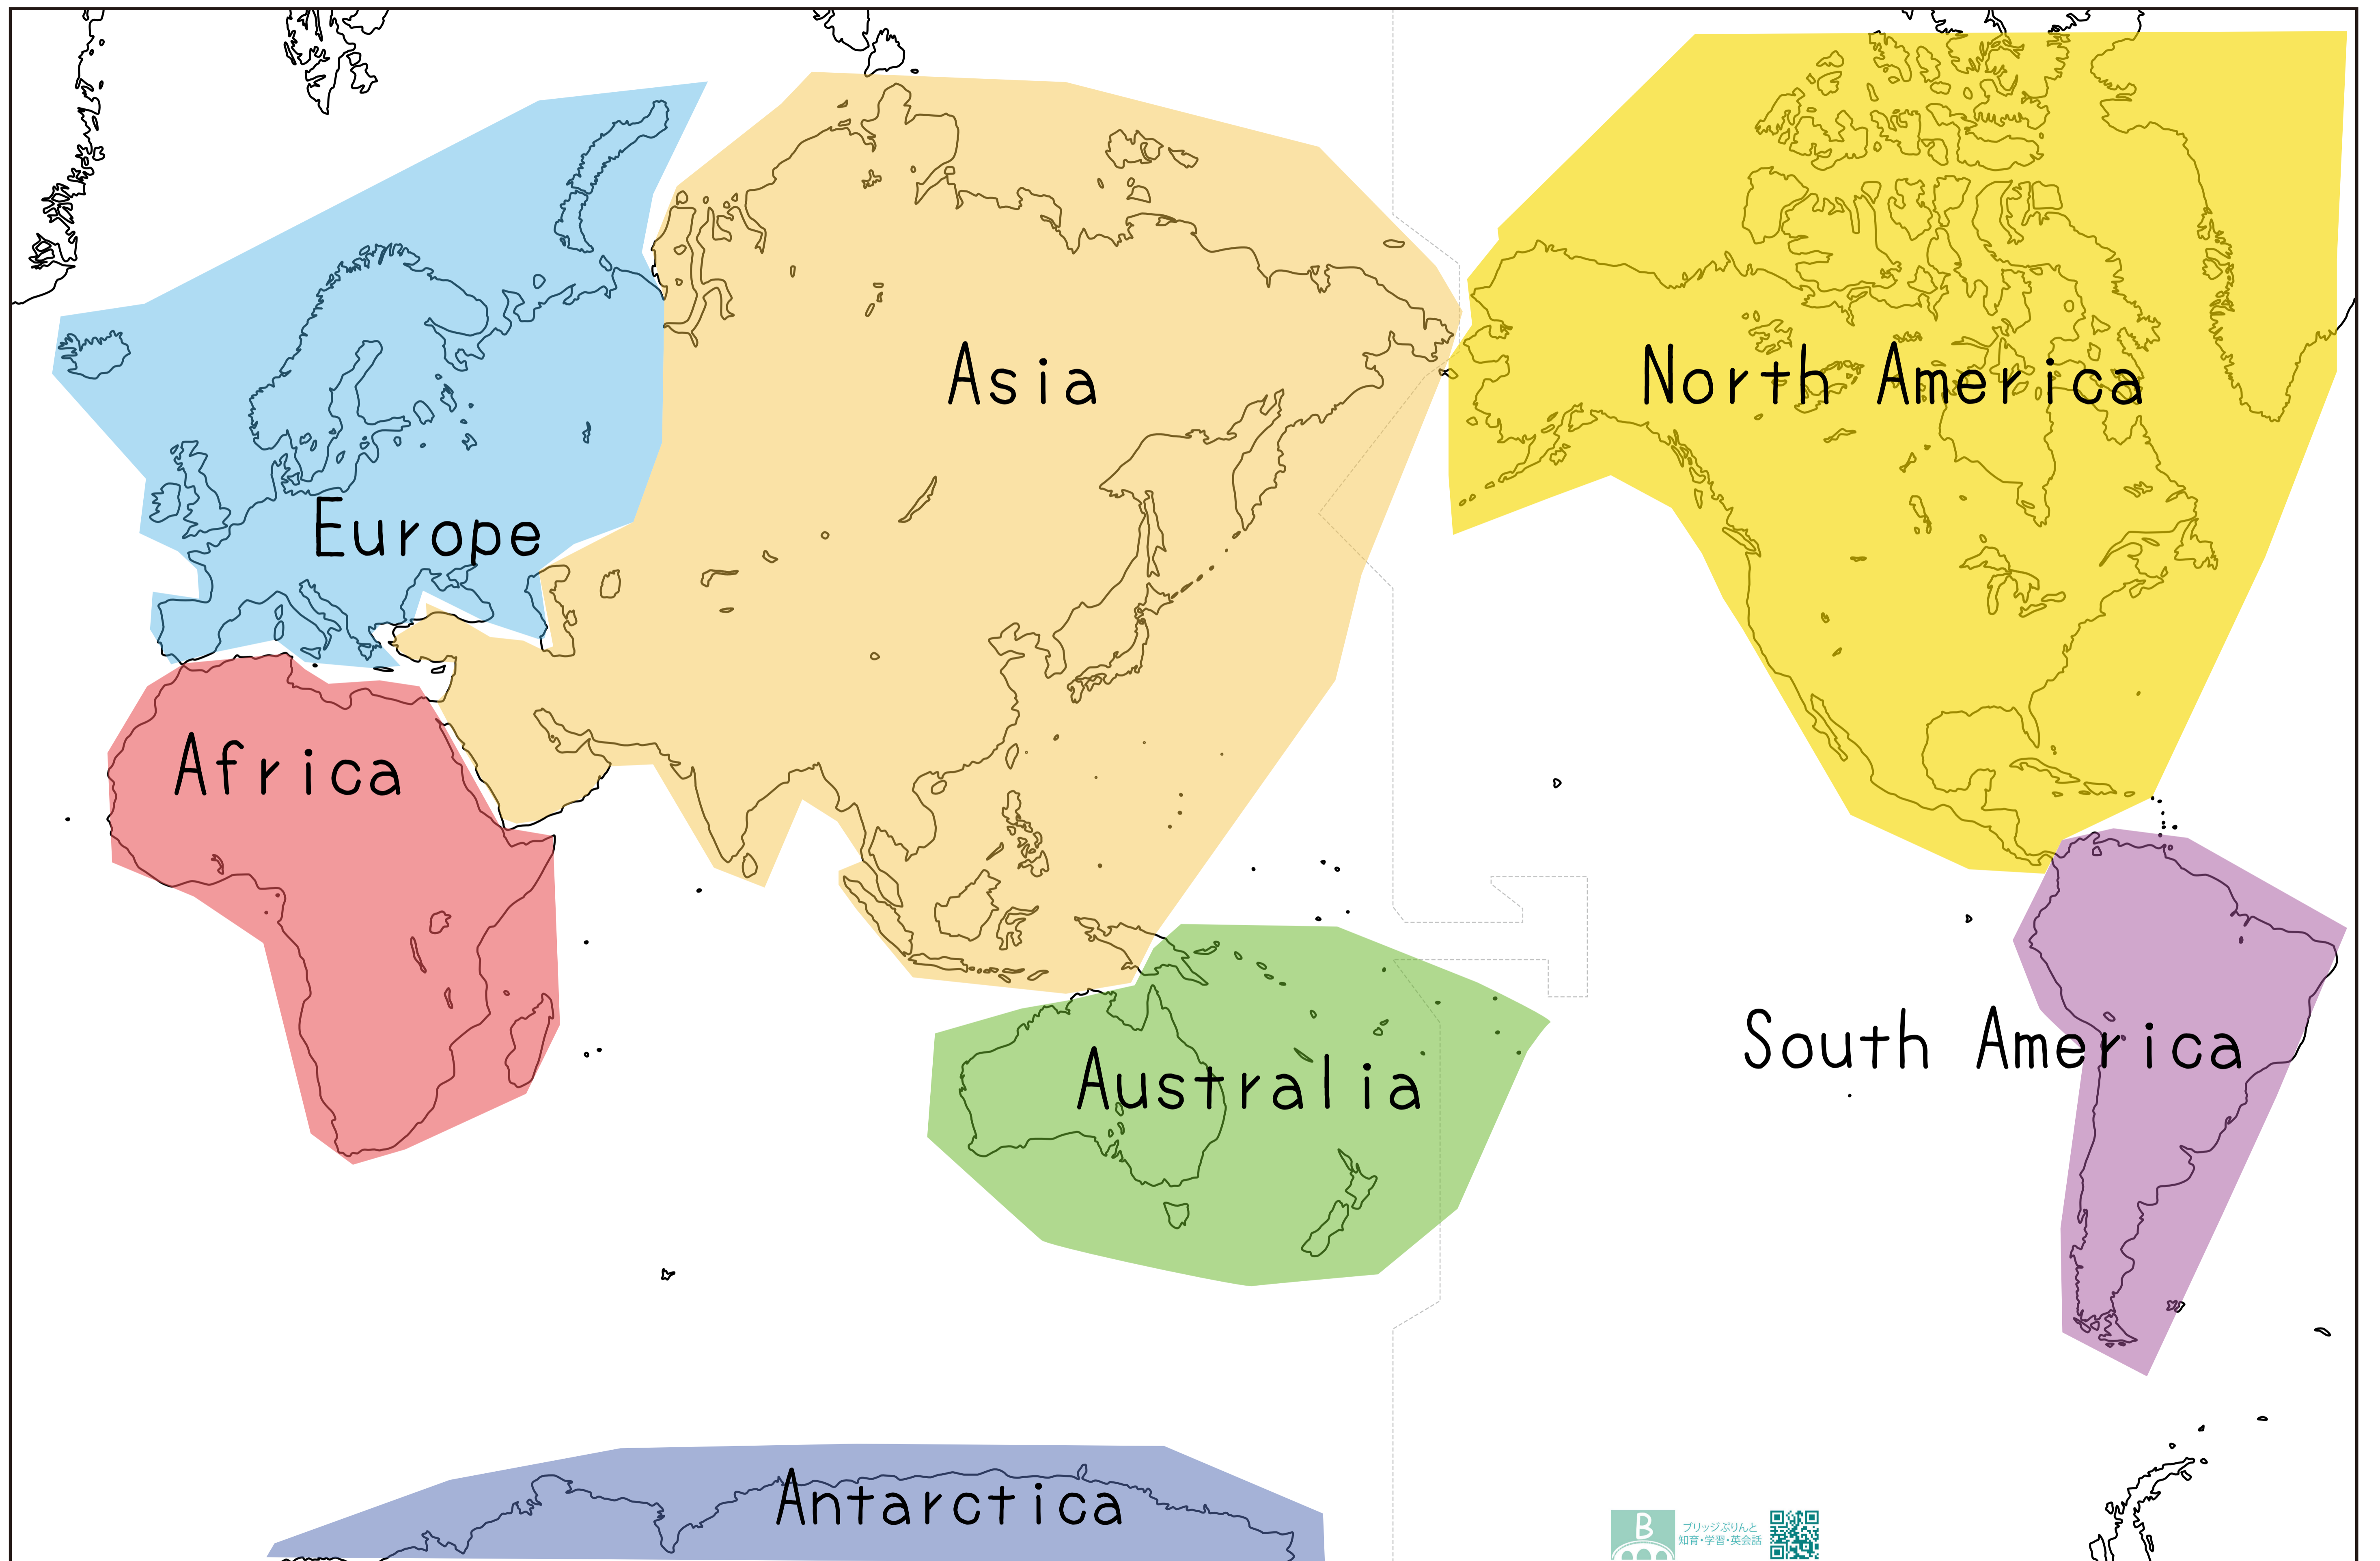 Asia
North America
Europe
Africa
South America
Australia
Antarctica
B
ブリッジぷりんと
知育・学習・英会話